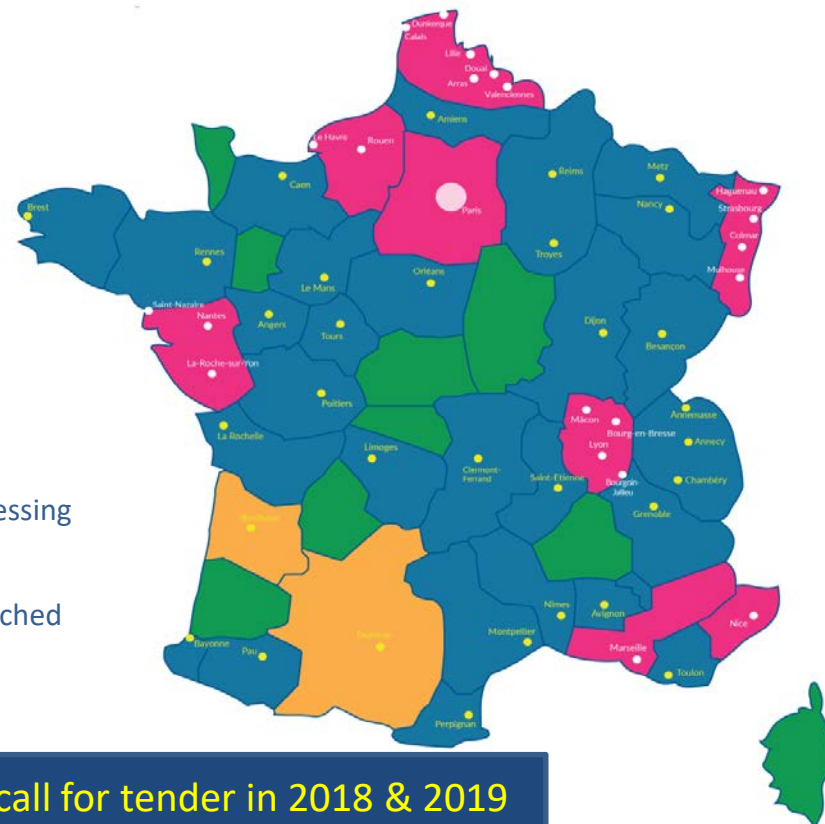 Dunkerque
Calais
Lille
Douai
Arras
Valenciennes
Amiens
Le Havre
Rouen
Caen
Paris
Reims
Metz
Haguenau
Nancy
Strasbourg
Colmar
Mulhouse
Brest
Rennes
Troyes
Orléans
Le Mans
Saint-Nazaire
Nantes
Angers
Tours
Dijon
Besançon
La-Roche-sur-Yon
Poitiers
La Rochelle
Mâcon
Bourg-en-Bresse
Annemasse
Annecy
Lyon
Limoges
Clermont-
Ferrand
Saint-Etienne
Bourgoin-
Jallieu
Chambéry
Grenoble
essing
ched
Bordeaux
Toulouse
Bayonne
Pau
Nîmes
Avignon
Montpellier
Marseille
Nice
Toulon
Perpignan
call for tender in 2018 & 2019